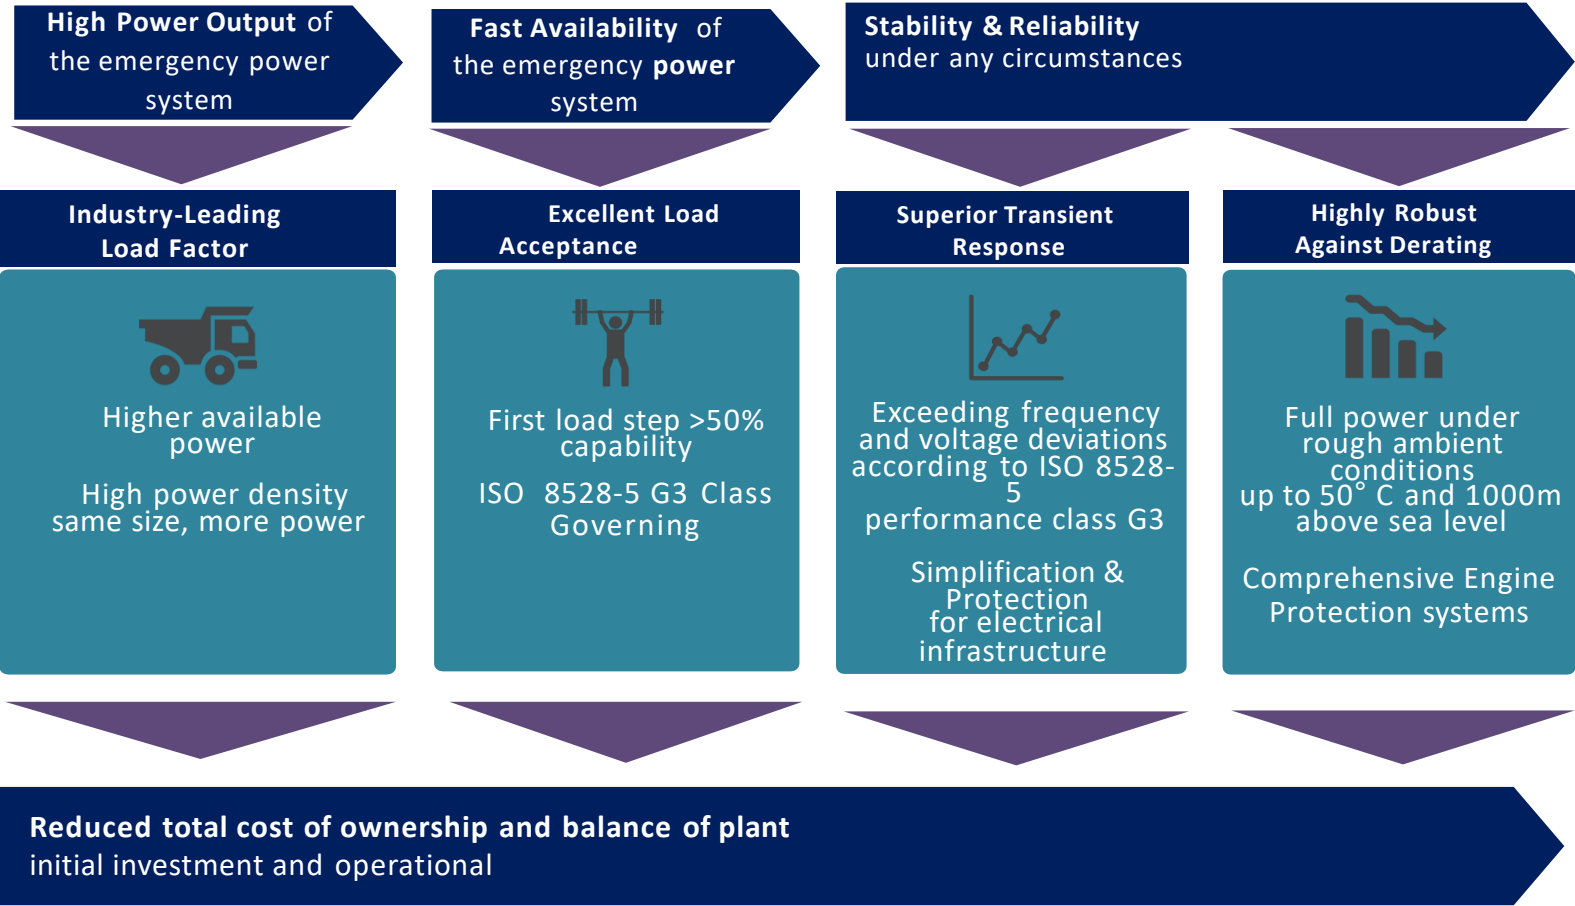 High Power Output of
the emergency power
system
Fast Availability of
the emergency power
system
Stability & Reliability
under any circumstances
Industry-Leading
Load Factor
Higher available
power
High power density
same size, more power
Excellent Load
Acceptance
First load step >50%
capability
ISO 8528-5 G3 Class
Governing
Superior Transient
Response
Exceeding frequency
and voltage deviations
according to ISO 8528-
5
performance class G3
Simplification &
Protection
for electrical
infrastructure
Highly Robust
Against Derating
Full power under
rough ambient
conditions
up to 50° C and 1000m
above sea level
Comprehensive Engine
Protection systems
Reduced total cost of ownership and balance of plant
initial investment and operational